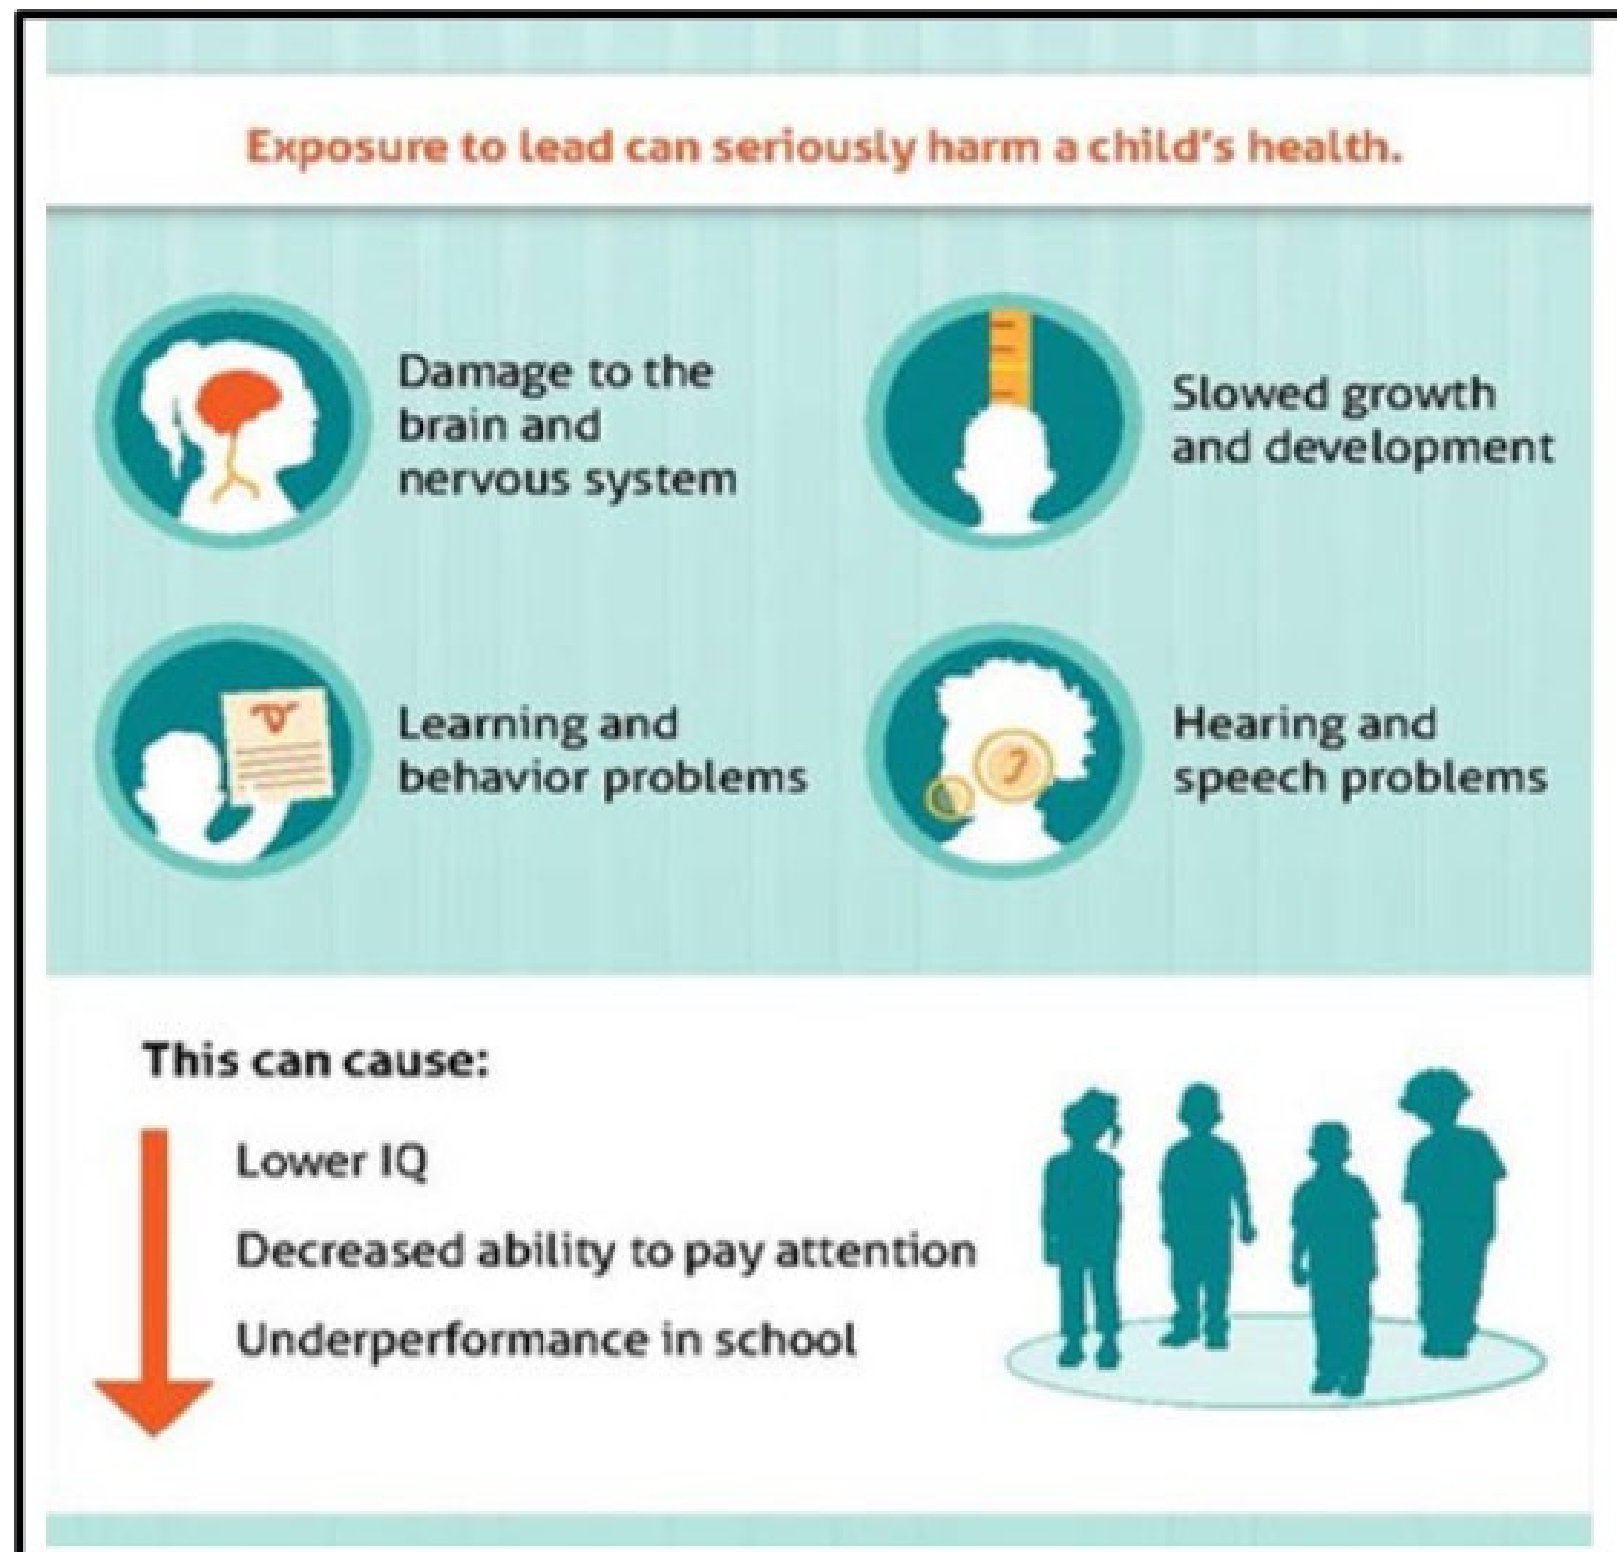 Exposure to lead can seriously harm a child's health.
Damage to the
brain and
nervous system
Slowed growth
and development
Learning and
behavior problems
Hearing and
speech problems
This can cause:
Lower IQ
Decreased ability to pay attention
Underperformance in school